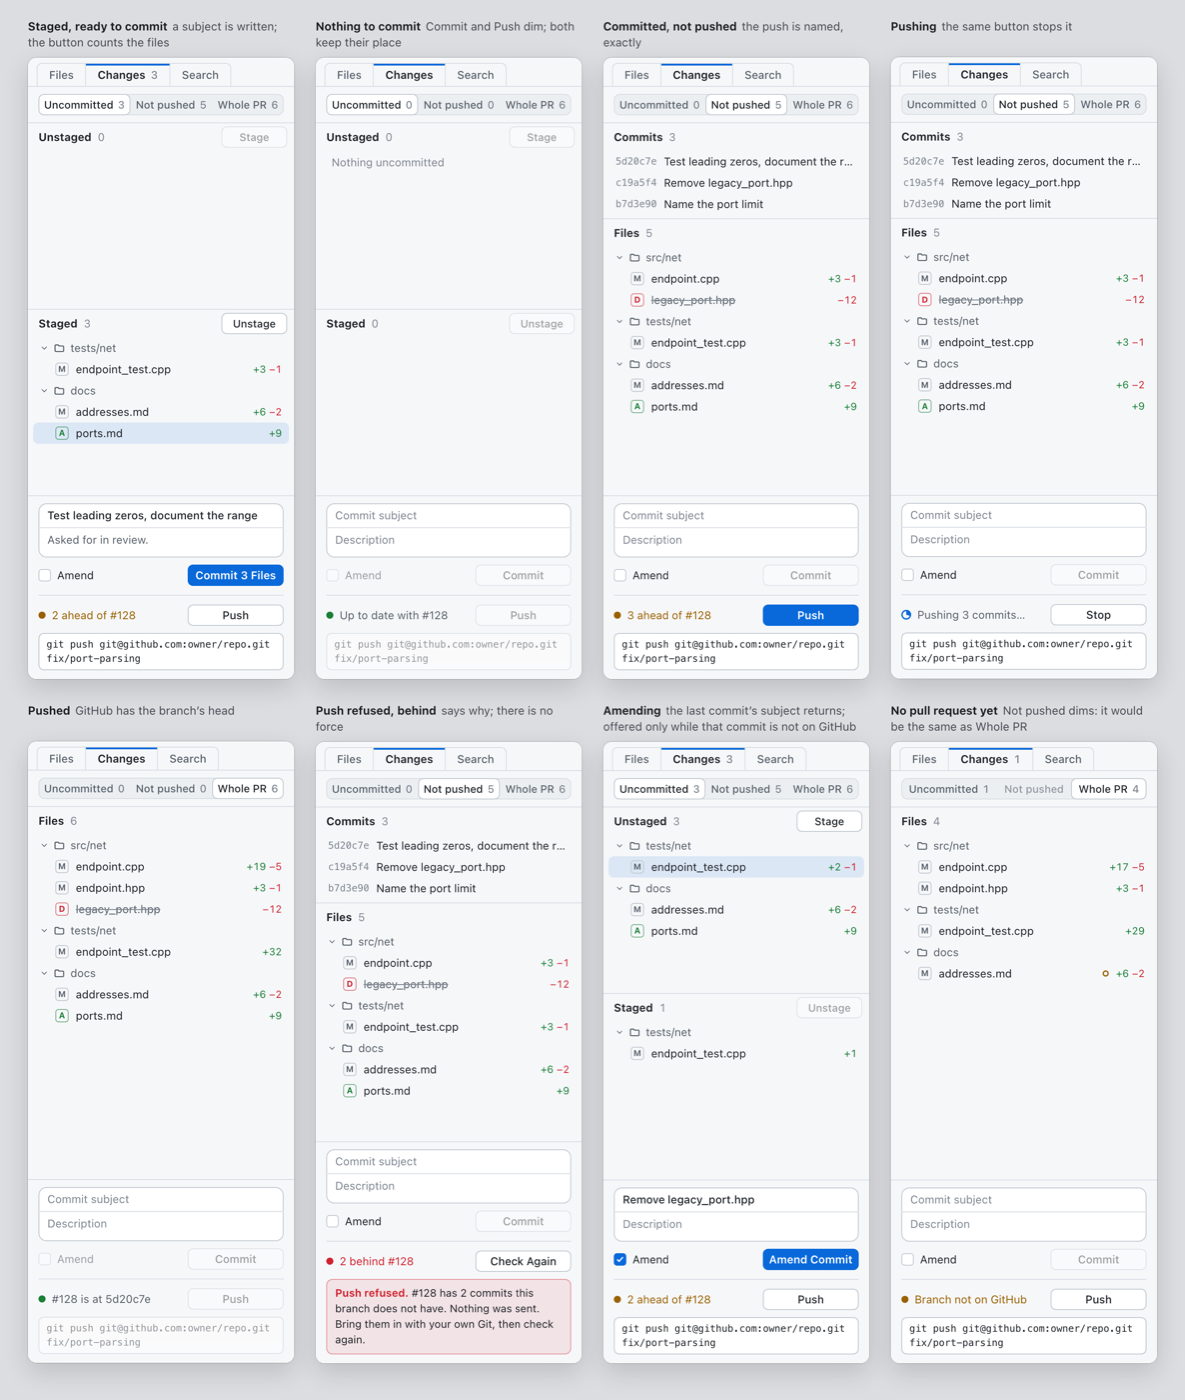 Staged, ready to commit a subject is written;
the button counts the files
Files
Changes 3
Search
Uncommitted 3
Not pushed 5
Whole PR 6
Unstaged 0
Stage
Staged 3
Unstage
tests/net
M endpoint_test.cpp +3 −1
docs
M addresses.md +6 −2
A ports.md +9
Test leading zeros, document the range
Asked for in review.
Amend
Commit 3 Files
2 ahead of #128
Push
git push git@github.com:owner/repo.git
fix/port-parsing
Nothing to commit Commit and Push dim; both
keep their place
Files
Changes
Search
Uncommitted 0
Not pushed 0
Whole PR 6
Unstaged 0
Stage
Nothing uncommitted
Staged 0
Unstage
Commit subject
Description
Amend
Commit
Up to date with #128
Push
git push git@github.com:owner/repo.git
fix/port-parsing
Committed, not pushed the push is named,
exactly
Files
Changes
Search
Uncommitted 0
Not pushed 5
Whole PR 6
Commits 3
5d20c7e Test leading zeros, document the r...
c19a5f4 Remove legacy_port.hpp
b7d3e90 Name the port limit
Files 5
src/net
M endpoint.cpp +3 −1
D legacy_port.hpp −12
tests/net
M endpoint_test.cpp +3 −1
docs
M addresses.md +6 −2
A ports.md +9
Commit subject
Description
Amend
Commit
3 ahead of #128
Push
git push git@github.com:owner/repo.git
fix/port-parsing
Pushing the same button stops it
Files
Changes
Search
Uncommitted 0
Not pushed 5
Whole PR 6
Commits 3
5d20c7e Test leading zeros, document the r...
c19a5f4 Remove legacy_port.hpp
b7d3e90 Name the port limit
Files 5
src/net
M endpoint.cpp +3 −1
D legacy_port.hpp −12
tests/net
M endpoint_test.cpp +3 −1
docs
M addresses.md +6 −2
A ports.md +9
Commit subject
Description
Amend
Commit
Pushing 3 commits...
Stop
git push git@github.com:owner/repo.git
fix/port-parsing
Pushed GitHub has the branch's head
Files
Changes
Search
Uncommitted 0
Not pushed 0
Whole PR 6
Files 6
src/net
M endpoint.cpp +19 −5
M endpoint.hpp +3 −1
D legacy_port.hpp −12
tests/net
M endpoint_test.cpp +32
docs
M addresses.md +6 −2
A ports.md +9
Commit subject
Description
Amend
Commit
#128 is at 5d20c7e
Push
git push git@github.com:owner/repo.git
fix/port-parsing
Push refused, behind says why; there is no
force
Files
Changes
Search
Uncommitted 0
Not pushed 5
Whole PR 6
Commits 3
5d20c7e Test leading zeros, document the r...
c19a5f4 Remove legacy_port.hpp
b7d3e90 Name the port limit
Files 5
src/net
M endpoint.cpp +3 −1
D legacy_port.hpp −12
tests/net
M endpoint_test.cpp +3 −1
docs
M addresses.md +6 −2
A ports.md +9
Commit subject
Description
Amend
Commit
2 behind #128
Check Again
Push refused. #128 has 2 commits this
branch does not have. Nothing was sent.
Bring them in with your own Git, then check
again.
Amending the last commit's subject returns;
offered only while that commit is not on GitHub
Files
Changes 3
Search
Uncommitted 3
Not pushed 5
Whole PR 6
Unstaged 3
Stage
tests/net
M endpoint_test.cpp +2 −1
docs
M addresses.md +6 −2
A ports.md +9
Staged 1
Unstage
tests/net
M endpoint_test.cpp +1
Remove legacy_port.hpp
Description
Amend
Amend Commit
2 ahead of #128
Push
git push git@github.com:owner/repo.git
fix/port-parsing
No pull request yet Not pushed dims: it would
be the same as Whole PR
Files
Changes 1
Search
Uncommitted 1
Not pushed
Whole PR 4
Files 4
src/net
M endpoint.cpp +17 −5
M endpoint.hpp +3 −1
tests/net
M endpoint_test.cpp +29
docs
M addresses.md +6 −2
Commit subject
Description
Amend
Commit
Branch not on GitHub
Push
git push git@github.com:owner/repo.git
fix/port-parsing